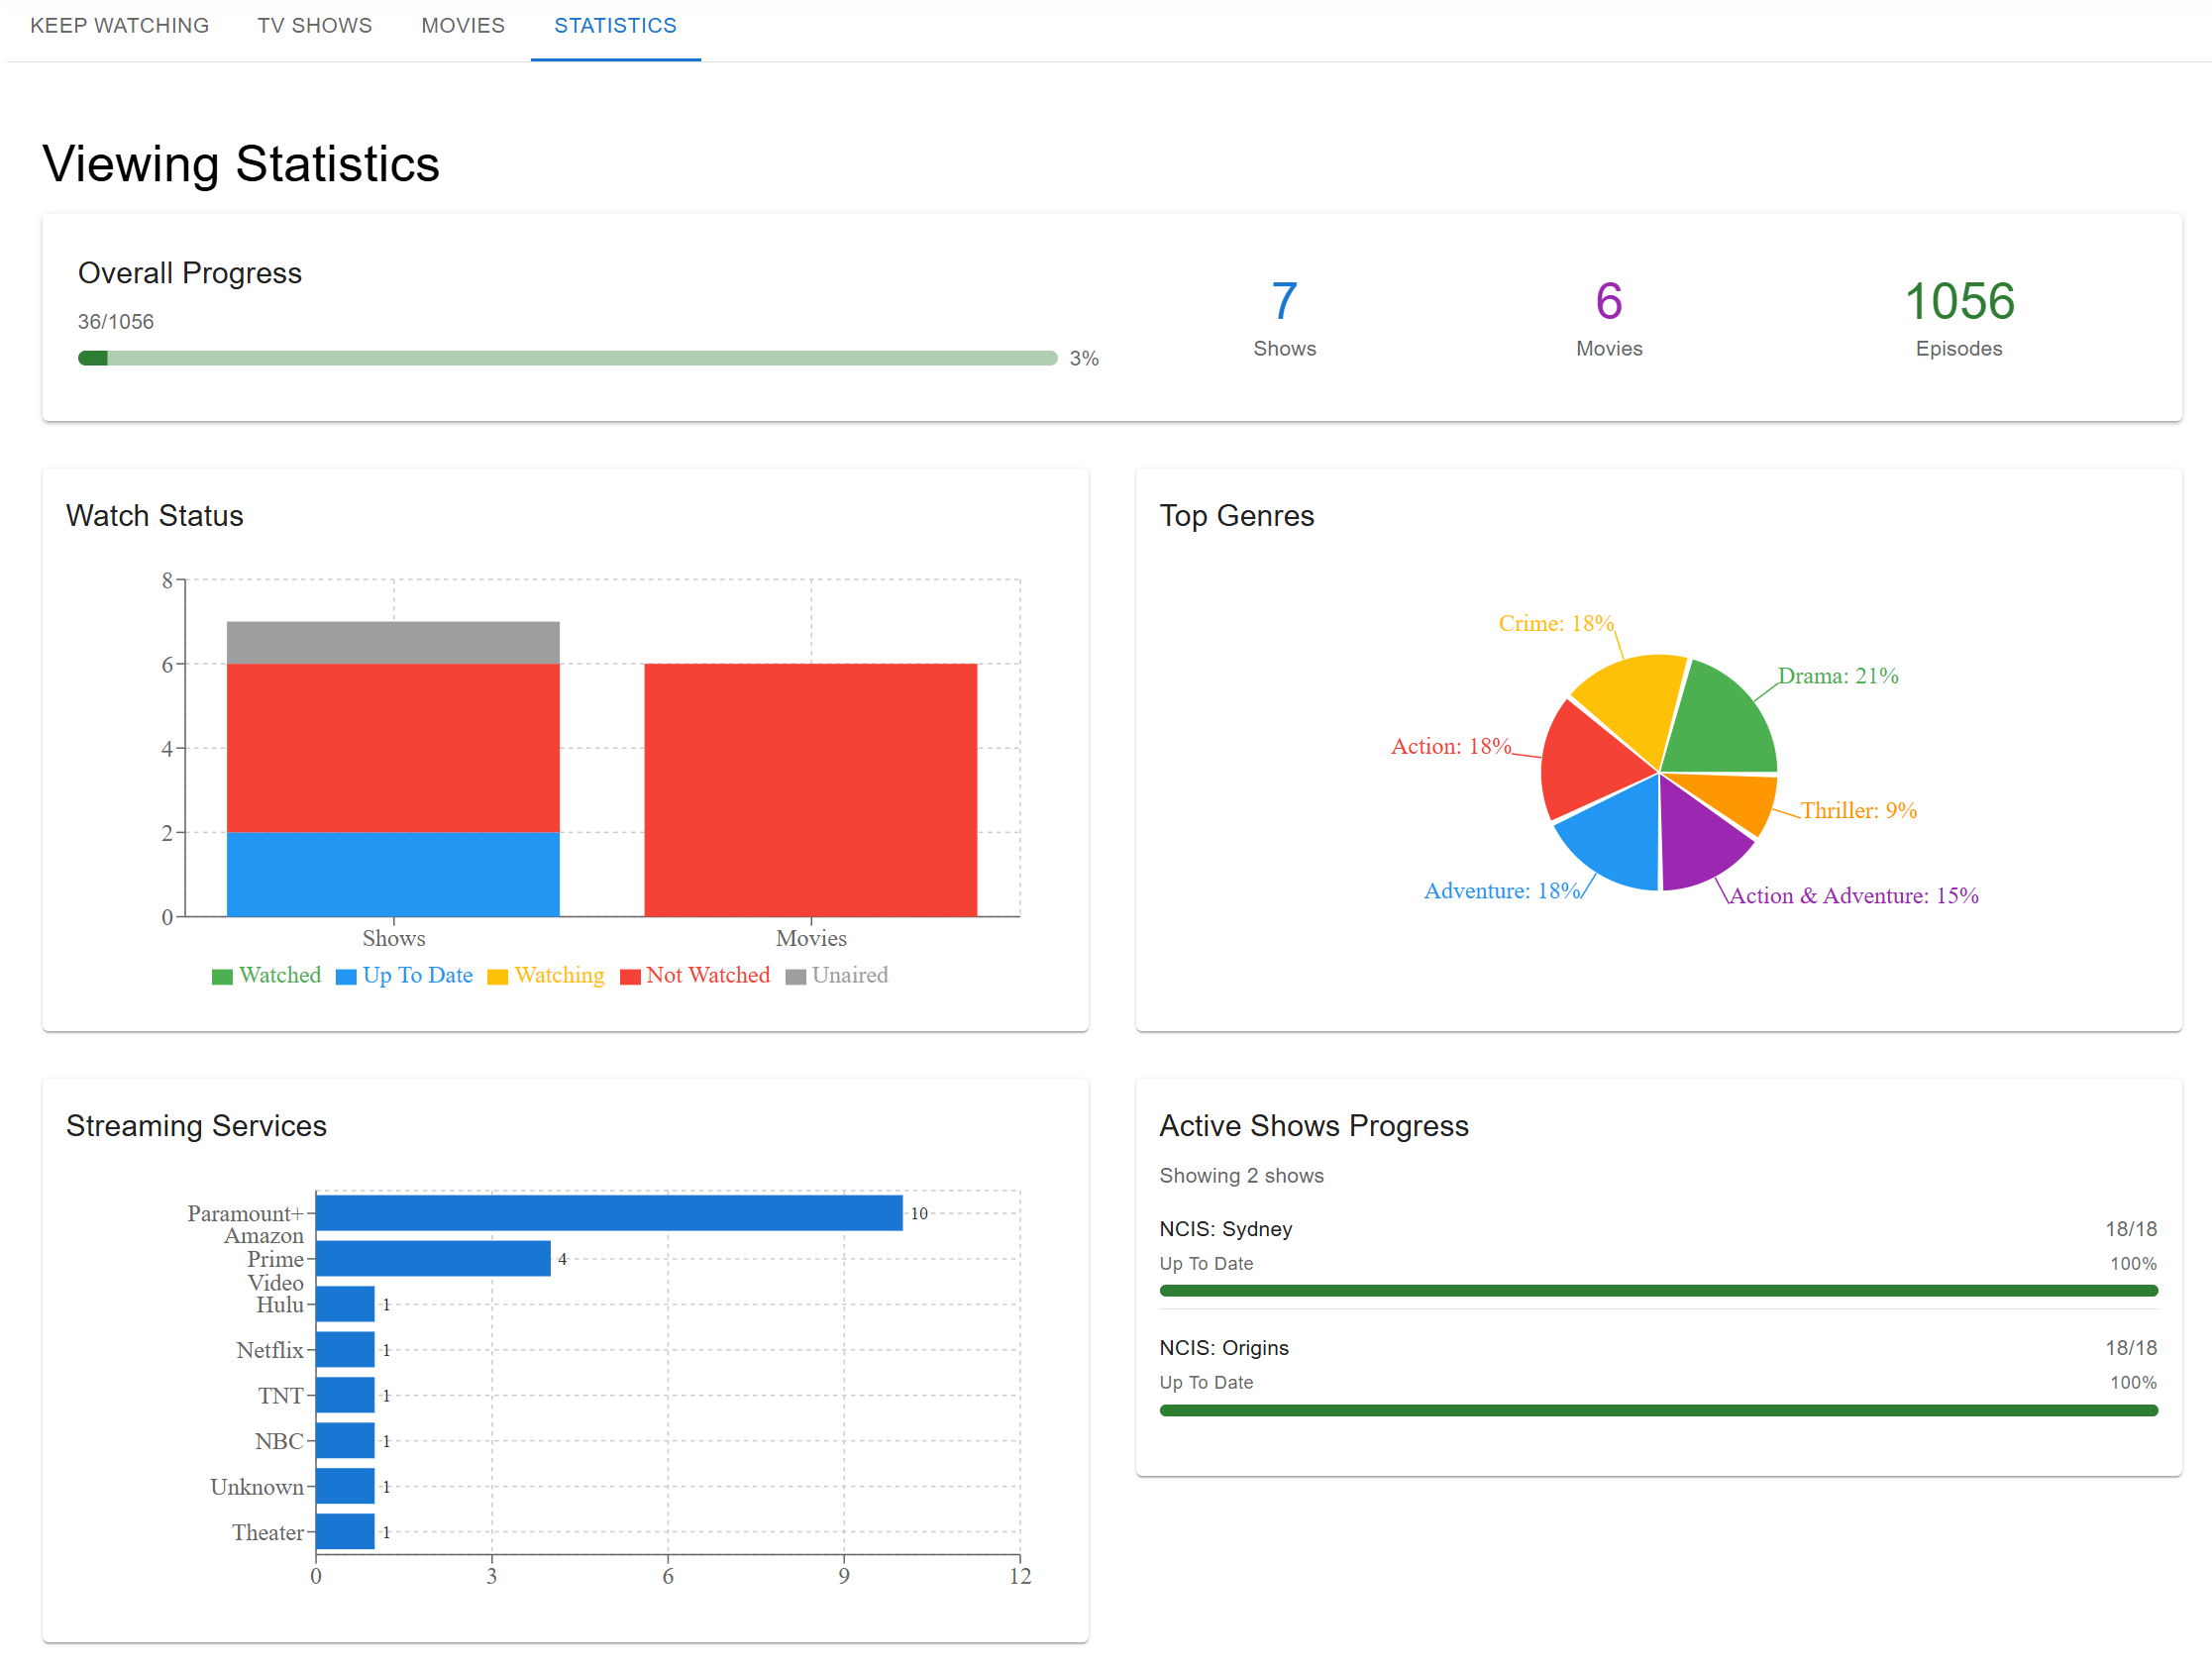 KEEP WATCHING
TV SHOWS
MOVIES
STATISTICS
Viewing Statistics
Overall Progress
36/1056
3%
7
Shows
6
Movies
1056
Episodes
Watch Status
8
6
4
2
0
Shows
Movies
Watched
Up To Date
Watching
Not Watched
Unaired
Top Genres
Crime: 18%
Drama: 21%
Action: 18%
Thriller: 9%
Adventure: 18%
Action & Adventure: 15%
Streaming Services
Paramount+
10
Amazon
Prime
Video
4
Hulu
1
Netflix
1
TNT
1
NBC
1
Unknown
1
Theater
1
0
3
6
9
12
Active Shows Progress
Showing 2 shows
NCIS: Sydney
18/18
Up To Date
100%
NCIS: Origins
18/18
Up To Date
100%